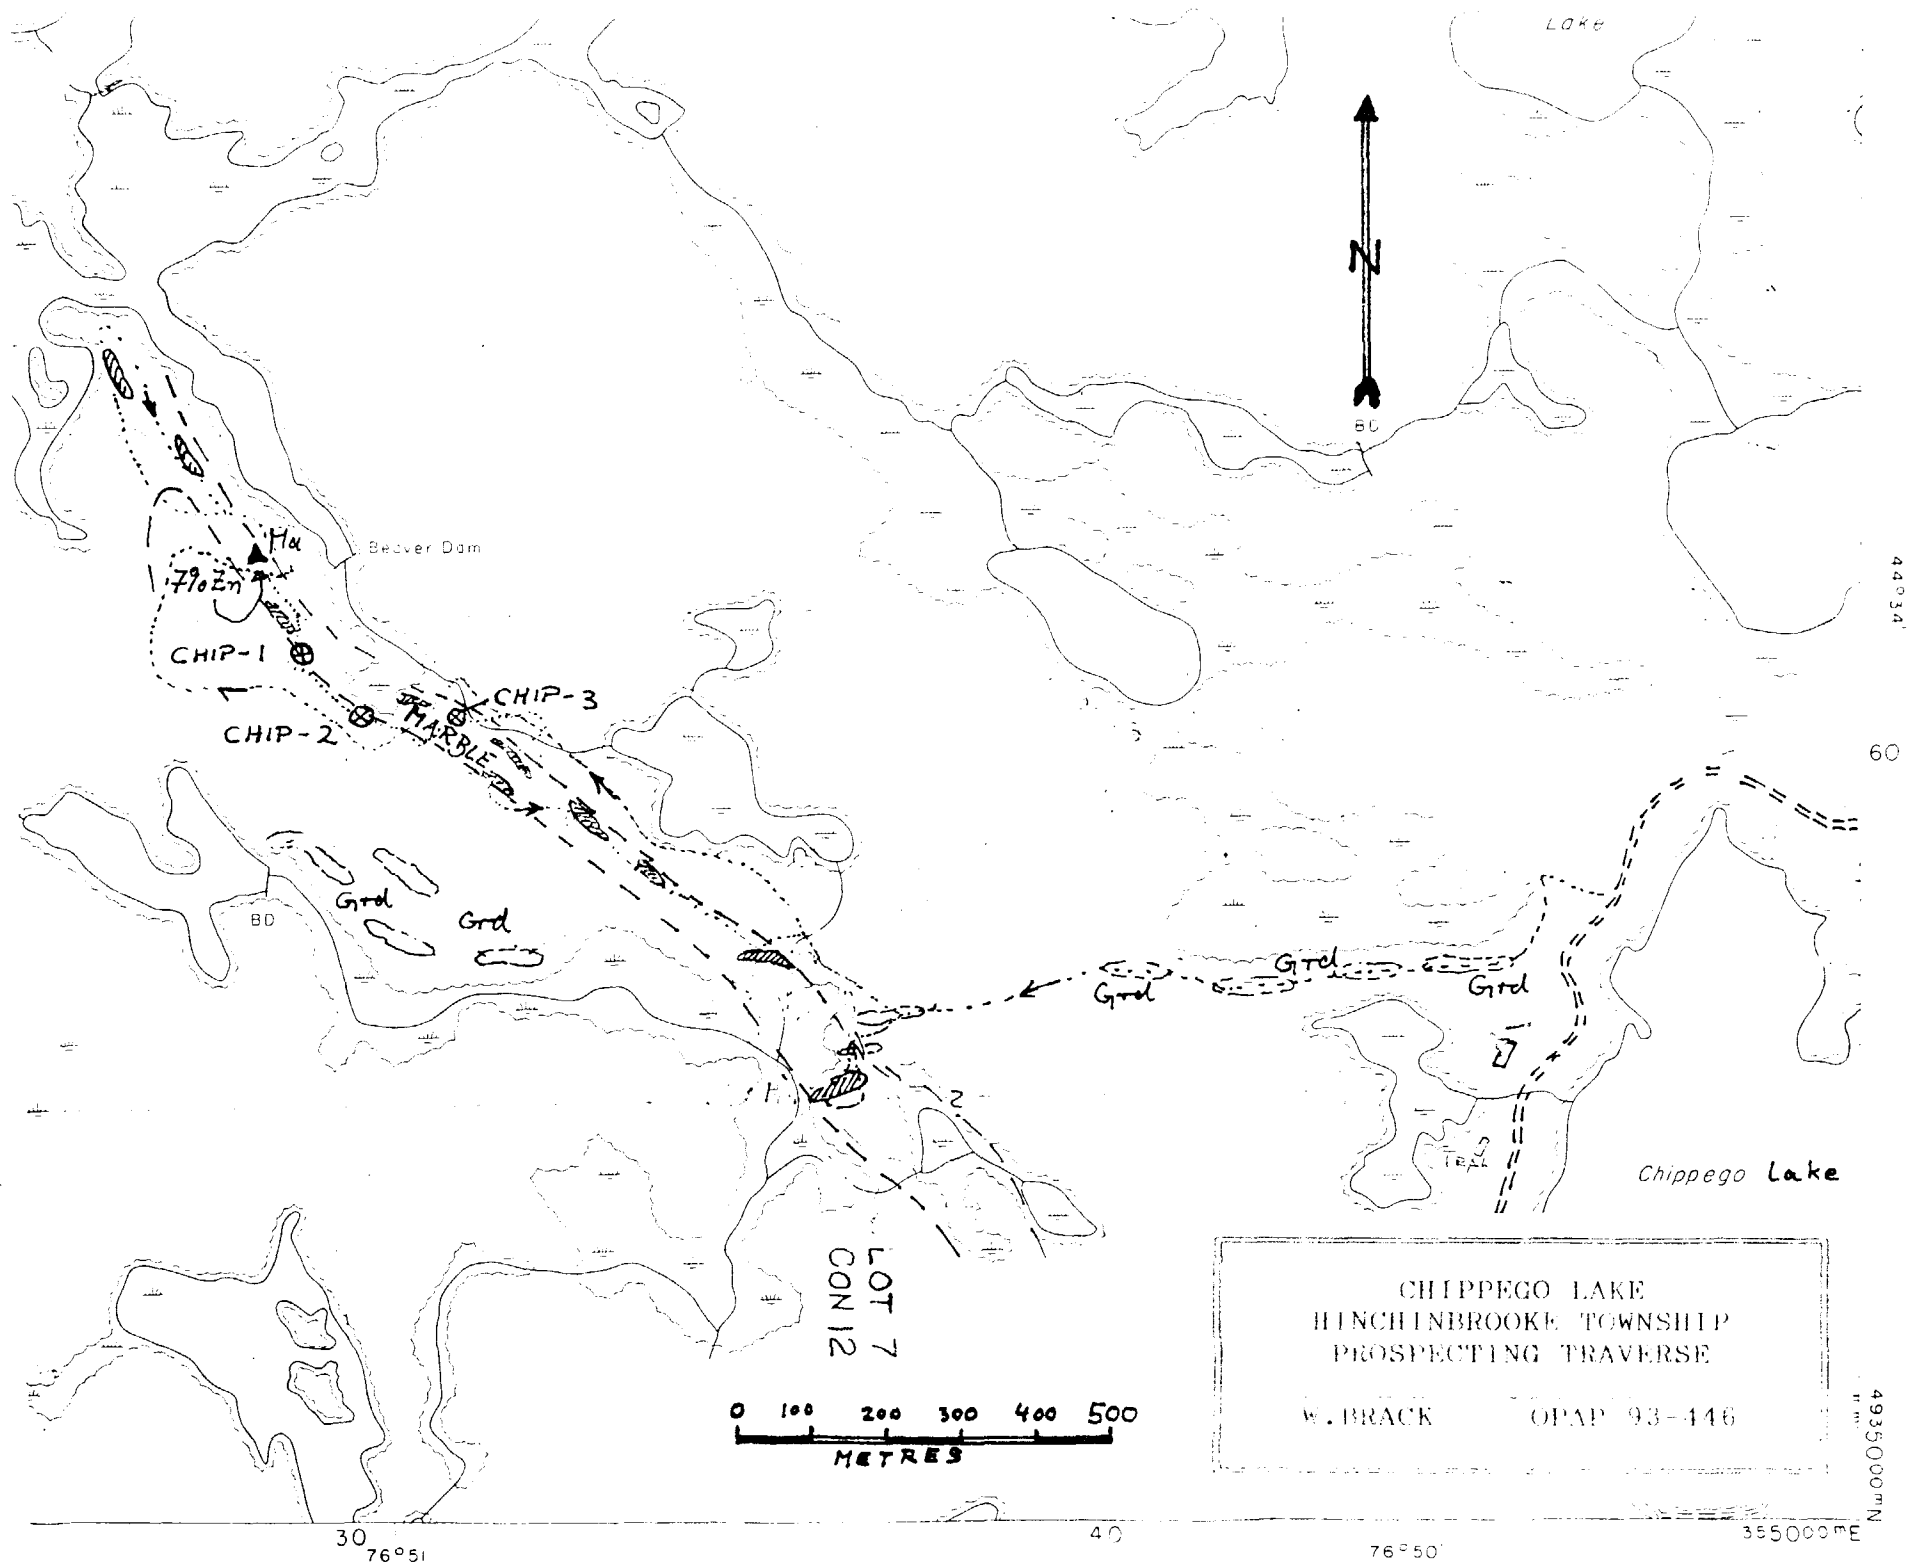 Lake
N
BD
Ma
Beaver Dam
7% Zn
44°34'
CHIP-1
CHIP-3
CHIP-2
MARBLE
60
Grd
Grd
BD
Grd
Grd
Grd
Chippego Lake
LOT 7
CON 12
CHIPPEGO LAKE
HINCHINBROOKE TOWNSHIP
PROSPECTING TRAVERSE
W. BRACK OPAP 93-446
0 100 200 300 400 500
METRES
4935000mN
30
40
355000mE
76°51'
76°50'